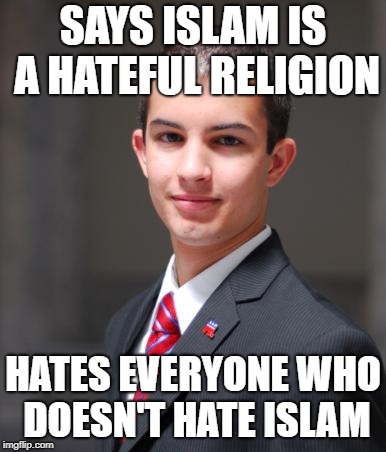 SAYS ISLAM IS
A HATEFUL RELIGION
HATES EVERYONE WHO
DOESN'T HATE ISLAM
imgflip.com